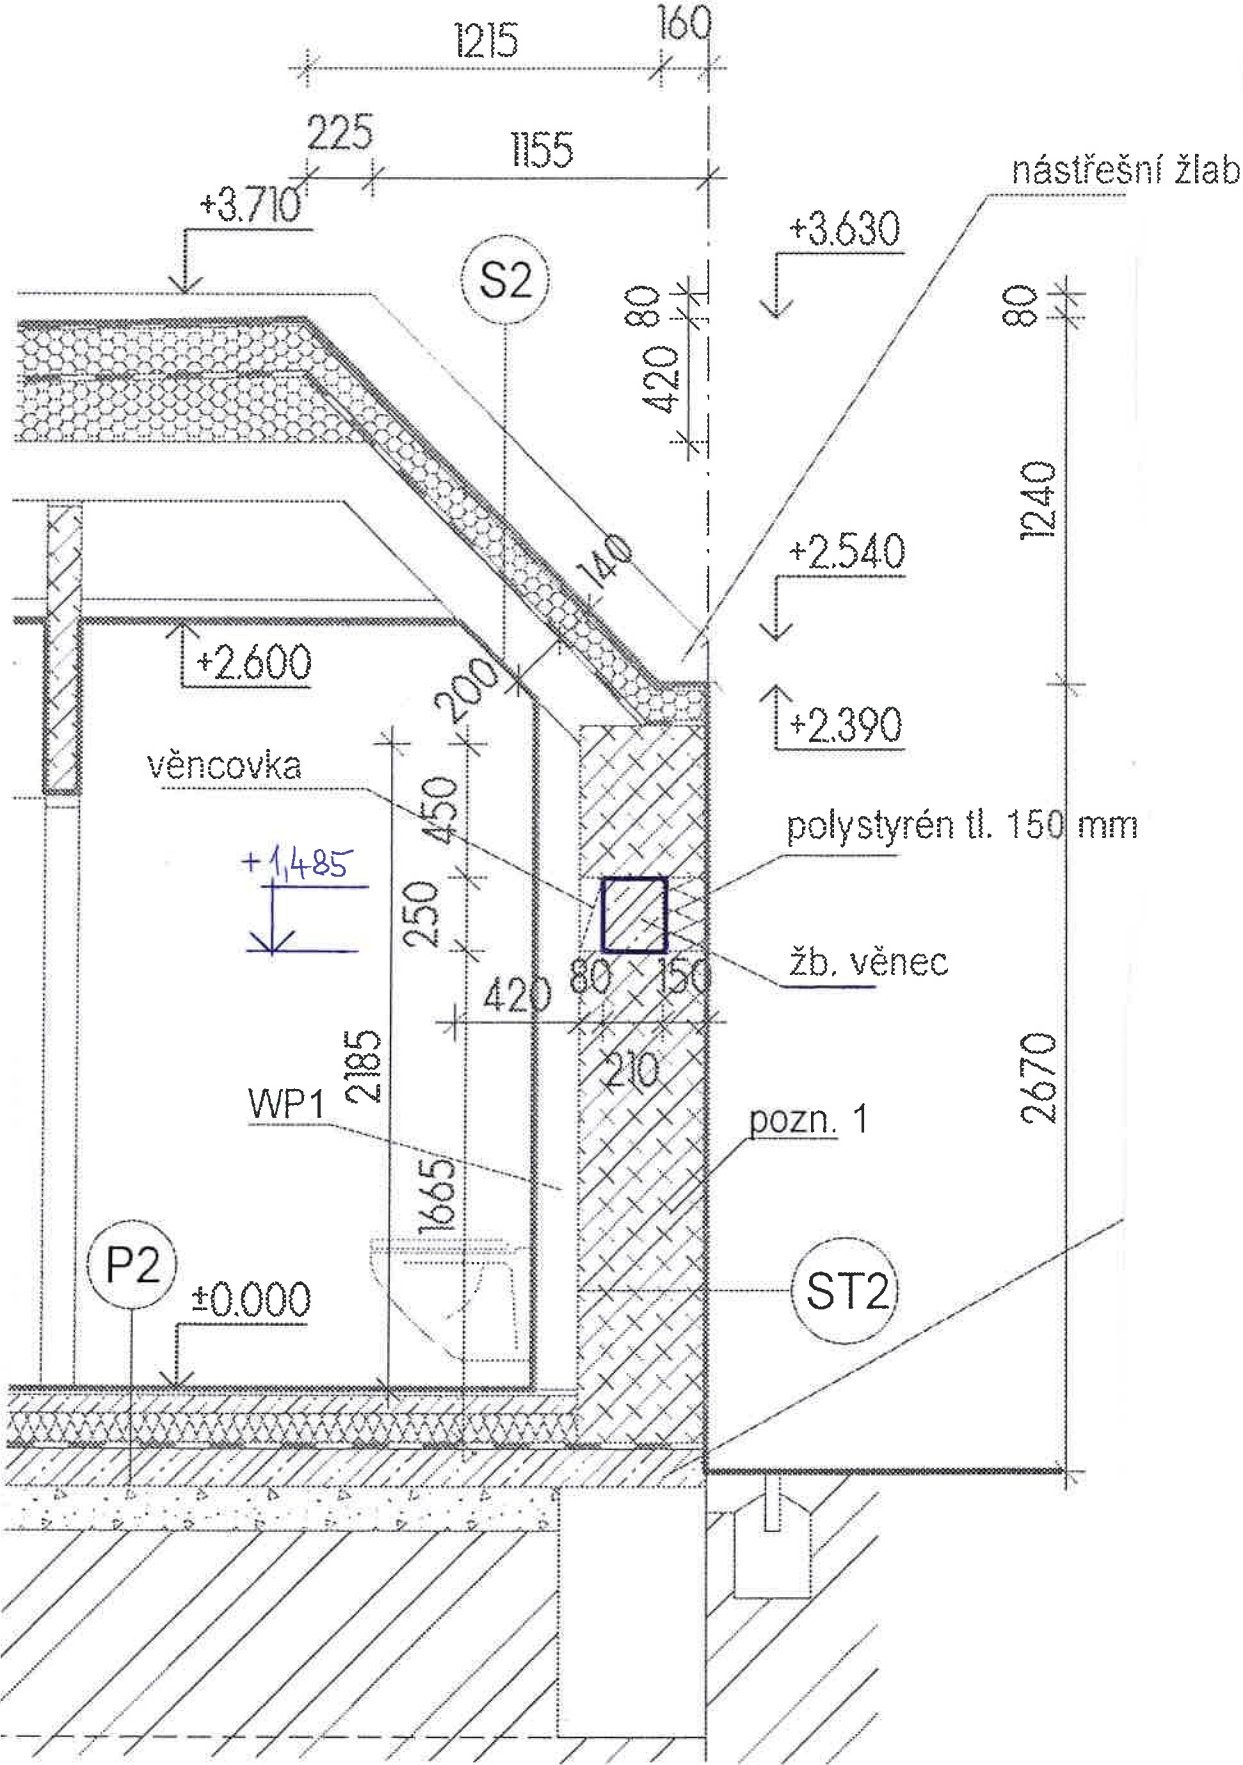 1215
160
225
1155
nástřešní žlab
+3.710
+3.630
S2
80
80
420
1240
140
+2.540
+2.600
200
+2.390
věncovka
450
polystyrén tl. 150 mm
+1,485
250
žb. věnec
80
150
420
210
2185
2670
WP1
pozn. 1
1665
P2
±0.000
ST2